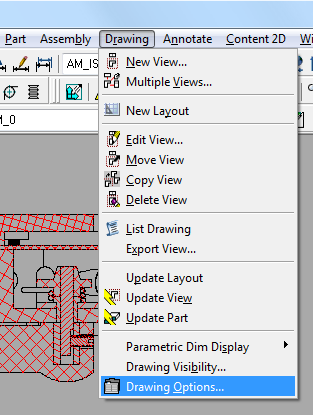 Part Assembly Drawing Annotate Content 2D
AM_IS
_0
New View...
Multiple Views...
New Layout
Edit View...
Move View
Copy View
Delete View
List Drawing
Export View...
Update Layout
Update View
Update Part
Parametric Dim Display
Drawing Visibility...
Drawing Options...